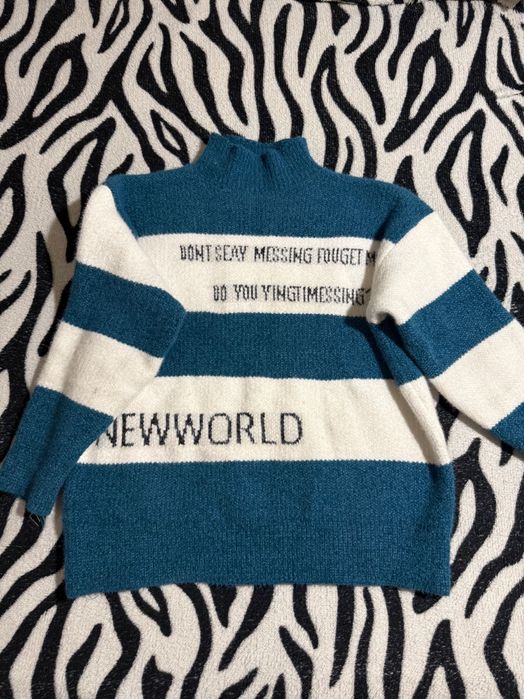 DONT SEAY MESSING FOUGET M
DO YOU YINGTIMESSING?
NEWWORLD